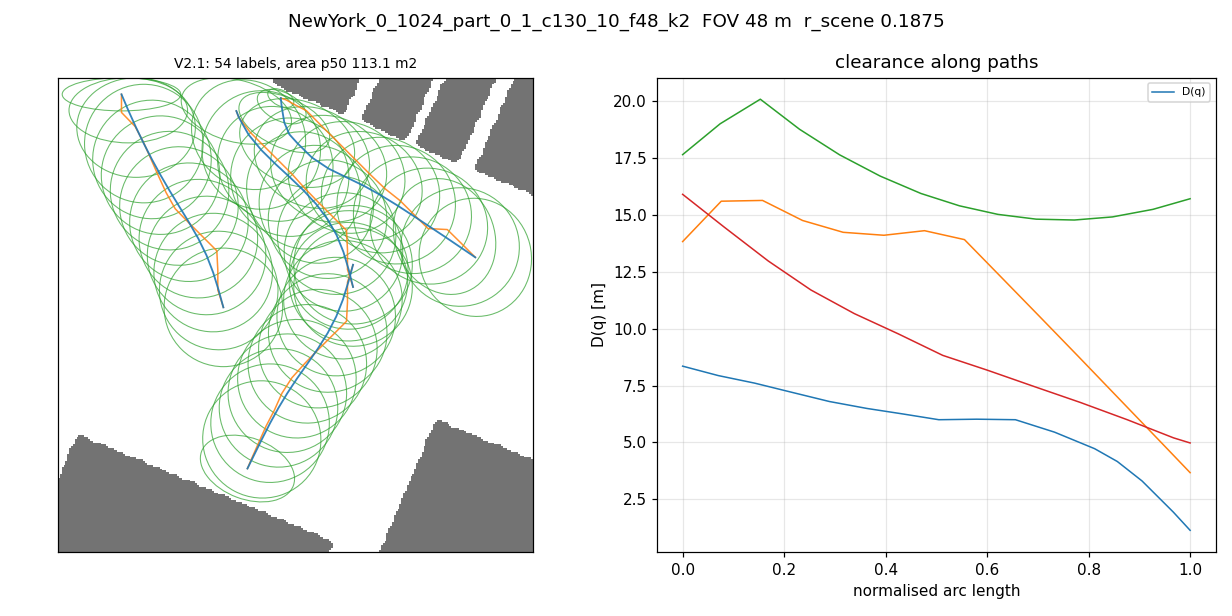 NewYork_0_1024_part_0_1_c130_10_f48_k2  FOV 48 m  r_scene 0.1875
V2.1: 54 labels, area p50 113.1 m2
clearance along paths
D(q)
20.0
17.5
15.0
12.5
10.0
7.5
5.0
2.5
D(q) [m]
0.0 0.2 0.4 0.6 0.8 1.0
normalised arc length